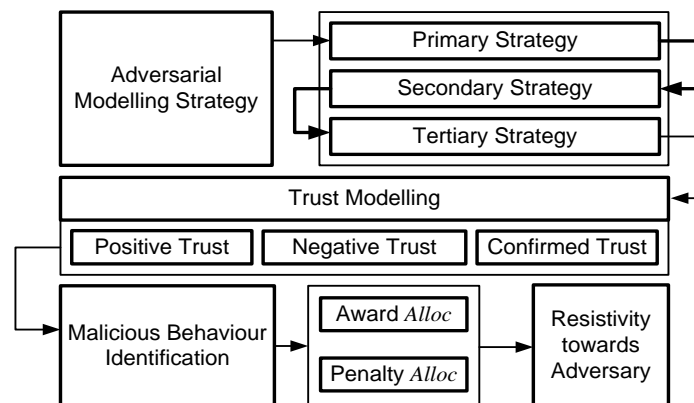 Adversarial
Modelling Strategy
Primary Strategy
Secondary Strategy
Tertiary Strategy
Trust Modelling
Positive Trust
Negative Trust
Confirmed Trust
Malicious Behaviour
Identification
Award Alloc
Penalty Alloc
Resistivity
towards
Adversary